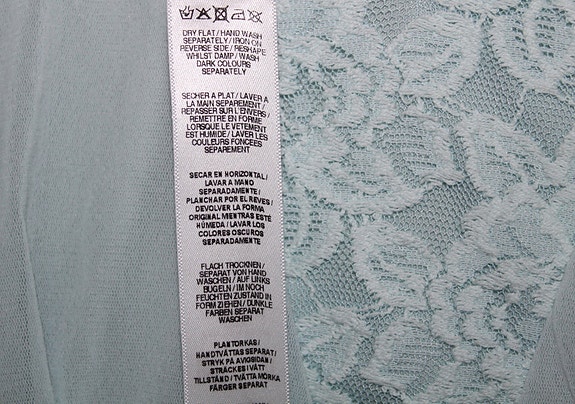 DRY FLAT / HAND WASH
SEPARATELY / IRON ON
REVERSE SIDE / RESHAPE
WHILST DAMP / WASH
DARK COLOURS
SEPARATELY
SECHER A PLAT / LAVER A
LA MAIN SEPAREMENT /
REPASSER SUR L'ENVERS /
REMETTRE EN FORME
LORSQUE LE VETEMENT
EST HUMIDE / LAVER LES
COULEURS FONCEES
SEPAREMENT
SECAR EN HORIZONTAL /
LAVAR A MANO
SEPARADAMENTE /
PLANCHAR POR EL REVES /
DEVOLVER LA FORMA
ORIGINAL MIENTRAS ESTÉ
HÚMEDA / LAVAR LOS
COLORES OSCUROS
SEPARADAMENTE
FLACH TROCKNEN /
SEPARAT VON HAND
WASCHEN / AUF LINKS
BUGELN / IM NOCH
FEUCHTEN ZUSTAND IN
FORM ZIEHEN / DUNKLE
FARBEN SEPARAT
WASCHEN
PLANTORKAS /
HANDTVÄTTAS SEPARAT /
STRYK PÅ AVIGSIDAN /
STRÄCKES I VÅTT
TILLSTÅND / TVÄTTA MÖRKA
FÄRGER SEPARAT